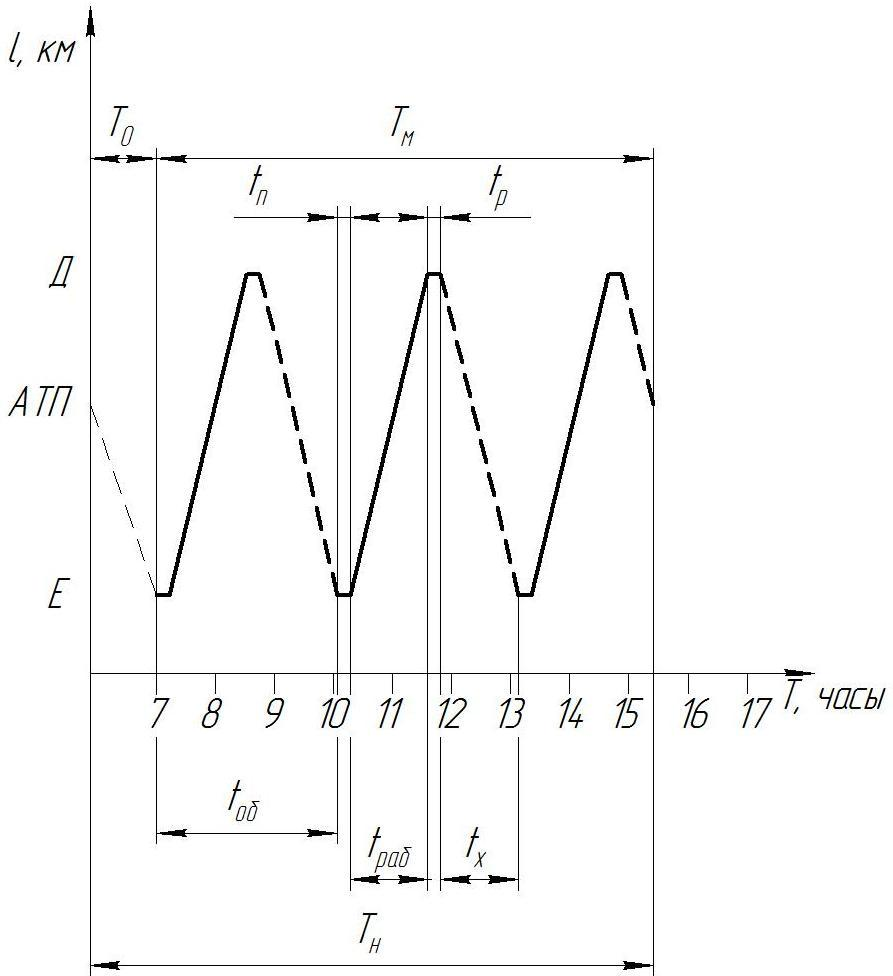 l, км
T₀ Tм
tп tр
Д
АТП
Е
7 8 9 10 11 12 13 14 15 16 17 T, часы
tоб
tраб tх
Tн